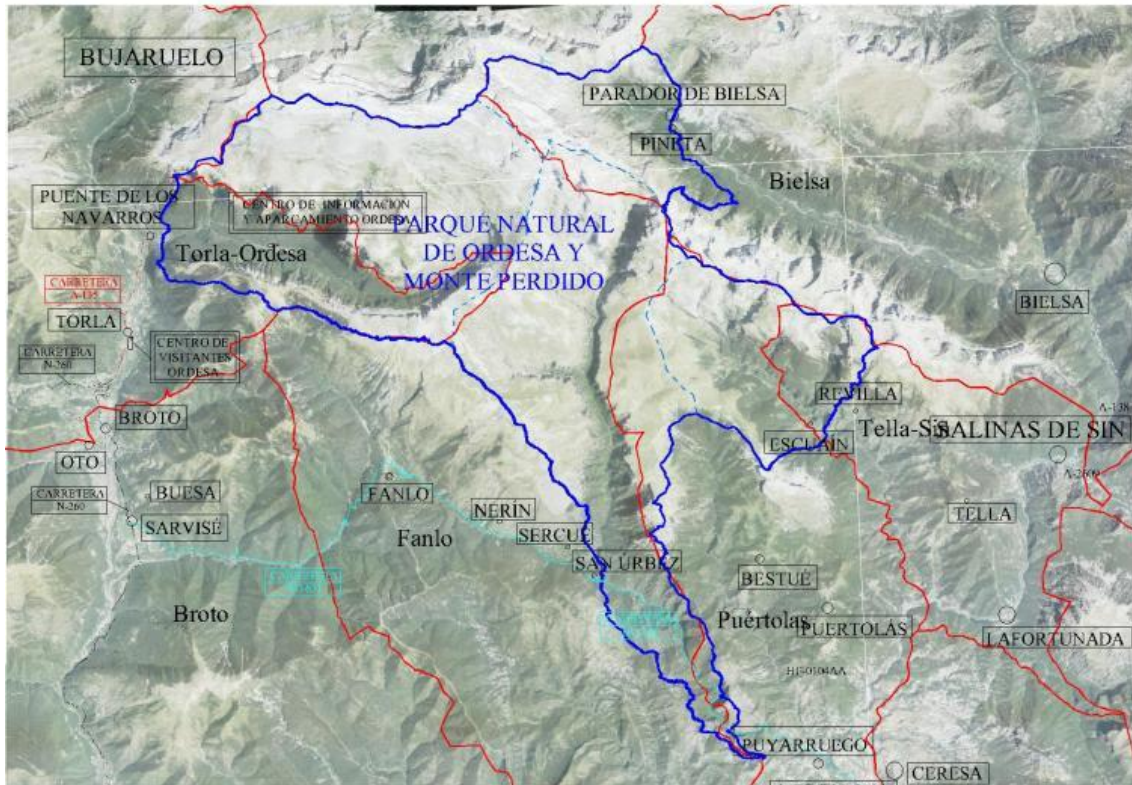 BUJARUELO
PARADOR DE BIELSA
PINETA
Bielsa
PUENTE DE LOS
NAVARROS
CENTRO DE INFORMACION
Y APARCAMIENTO ORDESA
PARQUE NATURAL
DE ORDESA Y
MONTE PERDIDO
Torla-Ordesa
BIELSA
CARRETERA
A-135
TORLA
CENTRO DE
VISITANTES
ORDESA
CARRETERA
N-260
REVILLA
A-138
BROTO
ESCUAÍN
Tella-Sin
SALINAS DE SIN
OTO
A-2609
FANLO
CARRETERA
N-260
BUESA
SARVISÉ
NERÍN
TELLA
Fanlo
SERCUÉ
SAN ÚRBEZ
BESTUÉ
Broto
Puértolas
PUERTOLÁS
LAFORTUNADA
PUYARRUEGO
CERESA